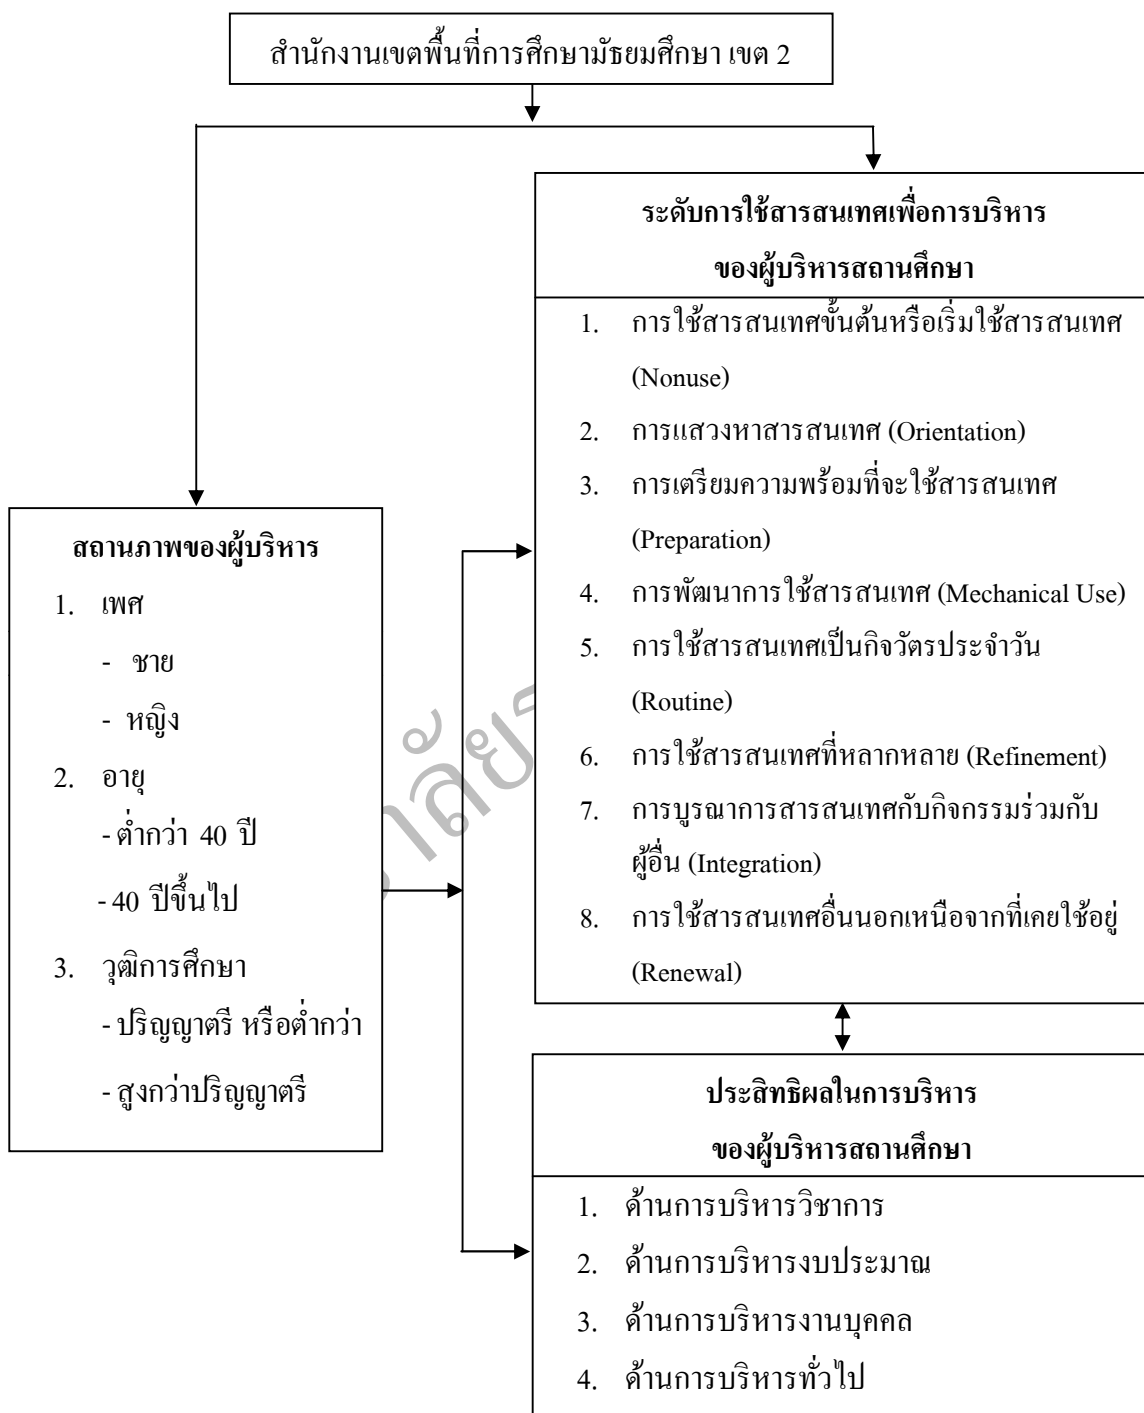 สำนักงานเขตพื้นที่การศึกษามัธยมศึกษา เขต 2
ระดับการใช้สารสนเทศเพื่อการบริหาร
ของผู้บริหารสถานศึกษา
1. การใช้สารสนเทศขั้นต้นหรือเริ่มใช้สารสนเทศ
(Nonuse)
2. การแสวงหาสารสนเทศ (Orientation)
3. การเตรียมความพร้อมที่จะใช้สารสนเทศ
(Preparation)
4. การพัฒนาการใช้สารสนเทศ (Mechanical Use)
5. การใช้สารสนเทศเป็นกิจวัตรประจำวัน
(Routine)
6. การใช้สารสนเทศที่หลากหลาย (Refinement)
7. การบูรณาการสารสนเทศกับกิจกรรมร่วมกับ
ผู้อื่น (Integration)
8. การใช้สารสนเทศอื่นนอกเหนือจากที่เคยใช้อยู่
(Renewal)
สถานภาพของผู้บริหาร
1. เพศ
- ชาย
- หญิง
2. อายุ
- ต่ำกว่า 40 ปี
- 40 ปีขึ้นไป
3. วุฒิการศึกษา
- ปริญญาตรี หรือต่ำกว่า
- สูงกว่าปริญญาตรี
ประสิทธิผลในการบริหาร
ของผู้บริหารสถานศึกษา
1. ด้านการบริหารวิชาการ
2. ด้านการบริหารงบประมาณ
3. ด้านการบริหารงานบุคคล
4. ด้านการบริหารทั่วไป